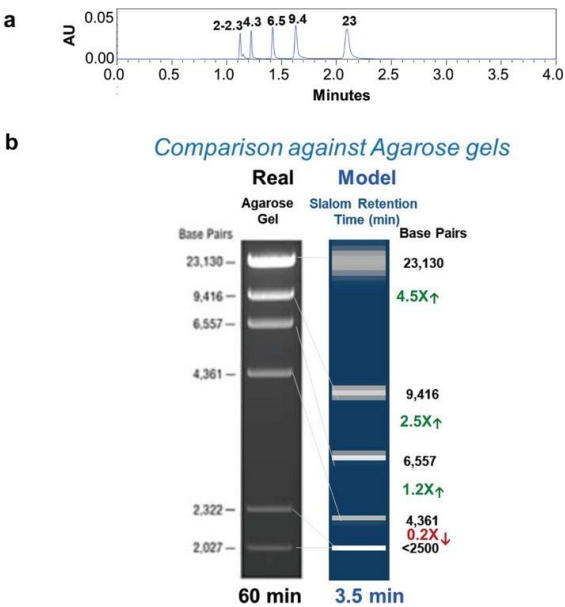 a
0.05
AU
0.00
2-2.3 4.3 6.5 9.4 23
0.0 0.5 1.0 1.5 2.0 2.5 3.0 3.5 4.0
Minutes
b
Comparison against Agarose gels
Real Model
Agarose Gel
Slalom Retention Time (min)
Base Pairs
Base Pairs
23,130 23,130
4.5X↑
9,416
6,557
4,361
9,416
2.5X↑
6,557
1.2X↑
2,322
4,361
0.2X↓
2,027
<2500
60 min 3.5 min